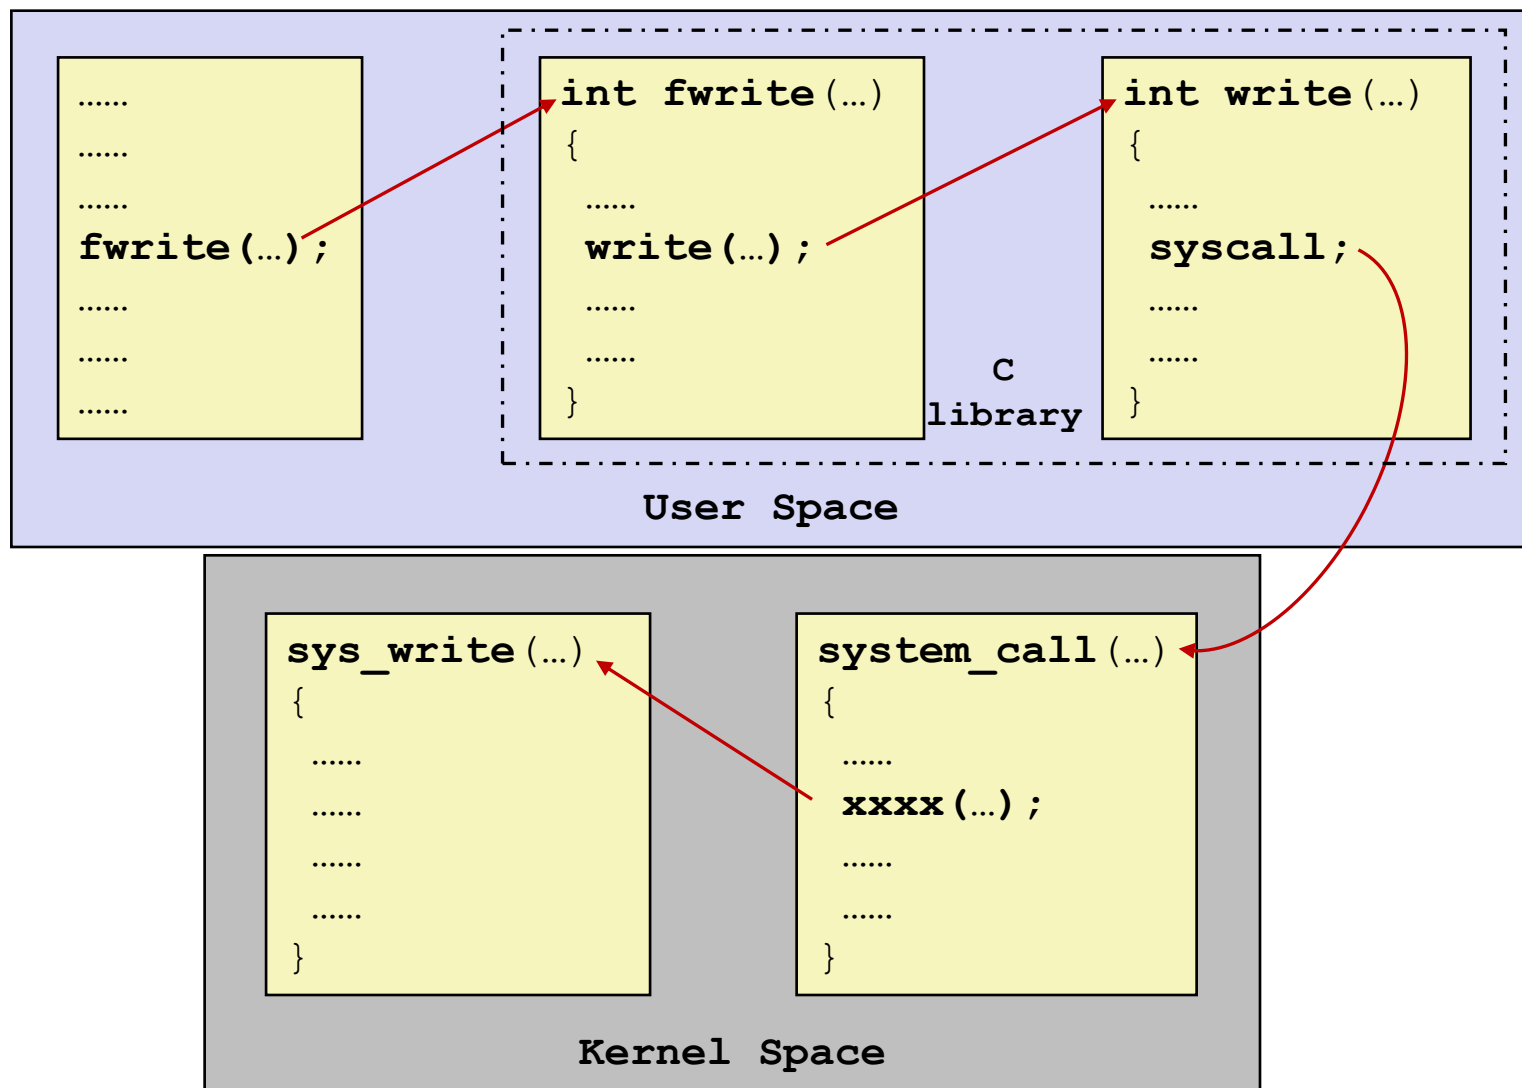 ……
……
……
fwrite(…);
……
……
……
int fwrite(…)
{
……
write(…);
……
……
}
C
library
int write(…)
{
……
syscall;
……
……
}
User Space
sys_write(…)
{
……
……
……
……
}
system_call(…)
{
……
xxxx(…);
……
……
}
Kernel Space